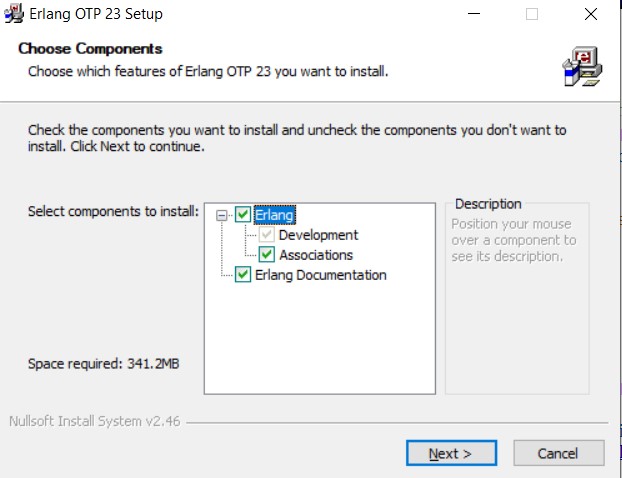 Erlang OTP 23 Setup
Choose Components
Choose which features of Erlang OTP 23 you want to install.
Check the components you want to install and uncheck the components you don't want to
install. Click Next to continue.
Select components to install:
Erlang
Development
Associations
Erlang Documentation
Description
Position your mouse
over a component to
see its description.
Space required: 341.2MB
Nullsoft Install System v2.46
Next >
Cancel